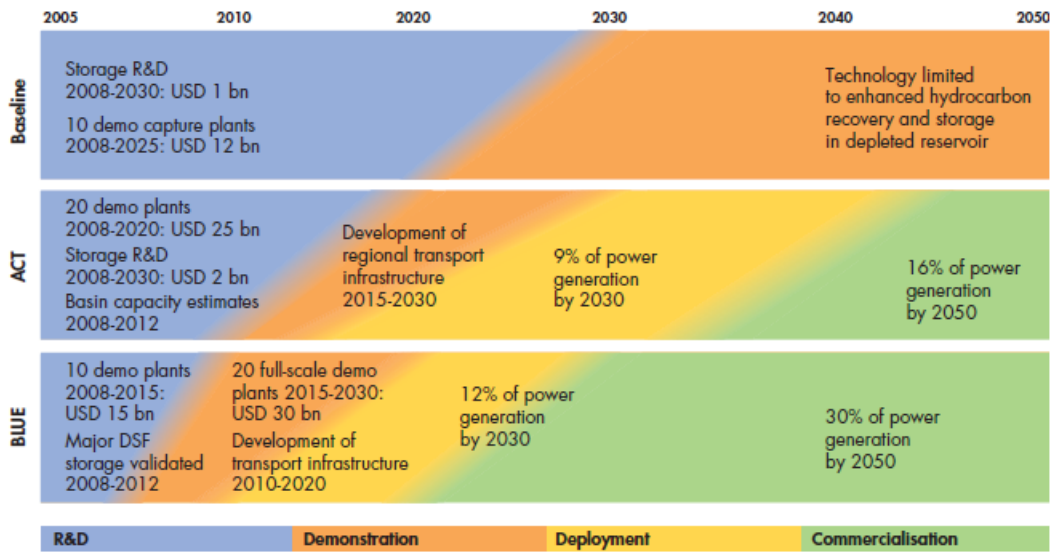 2005 2010 2020 2030 2040 2050
Baseline
Storage R&D
2008-2030: USD 1 bn
10 demo capture plants
2008-2025: USD 12 bn
Technology limited
to enhanced hydrocarbon
recovery and storage
in depleted reservoir
ACT
20 demo plants
2008-2020: USD 25 bn
Storage R&D
2008-2030: USD 2 bn
Basin capacity estimates
2008-2012
Development of
regional transport
infrastructure
2015-2030
9% of power
generation
by 2030
16% of power
generation
by 2050
BLUE
10 demo plants
2008-2015:
USD 15 bn
Major DSF
storage validated
2008-2012
20 full-scale demo
plants 2015-2030:
USD 30 bn
Development of
transport infrastructure
2010-2020
12% of power
generation
by 2030
30% of power
generation
by 2050
R&D Demonstration Deployment Commercialisation